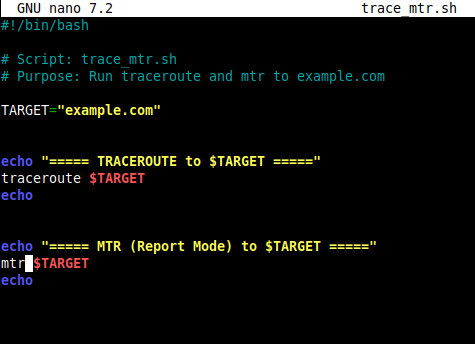 GNU nano 7.2 trace_mtr.sh
#!/bin/bash
# Script: trace_mtr.sh
# Purpose: Run traceroute and mtr to example.com
TARGET="example.com"
echo "===== TRACEROUTE to $TARGET ====="
traceroute $TARGET
echo
echo "===== MTR (Report Mode) to $TARGET ====="
mtr $TARGET
echo